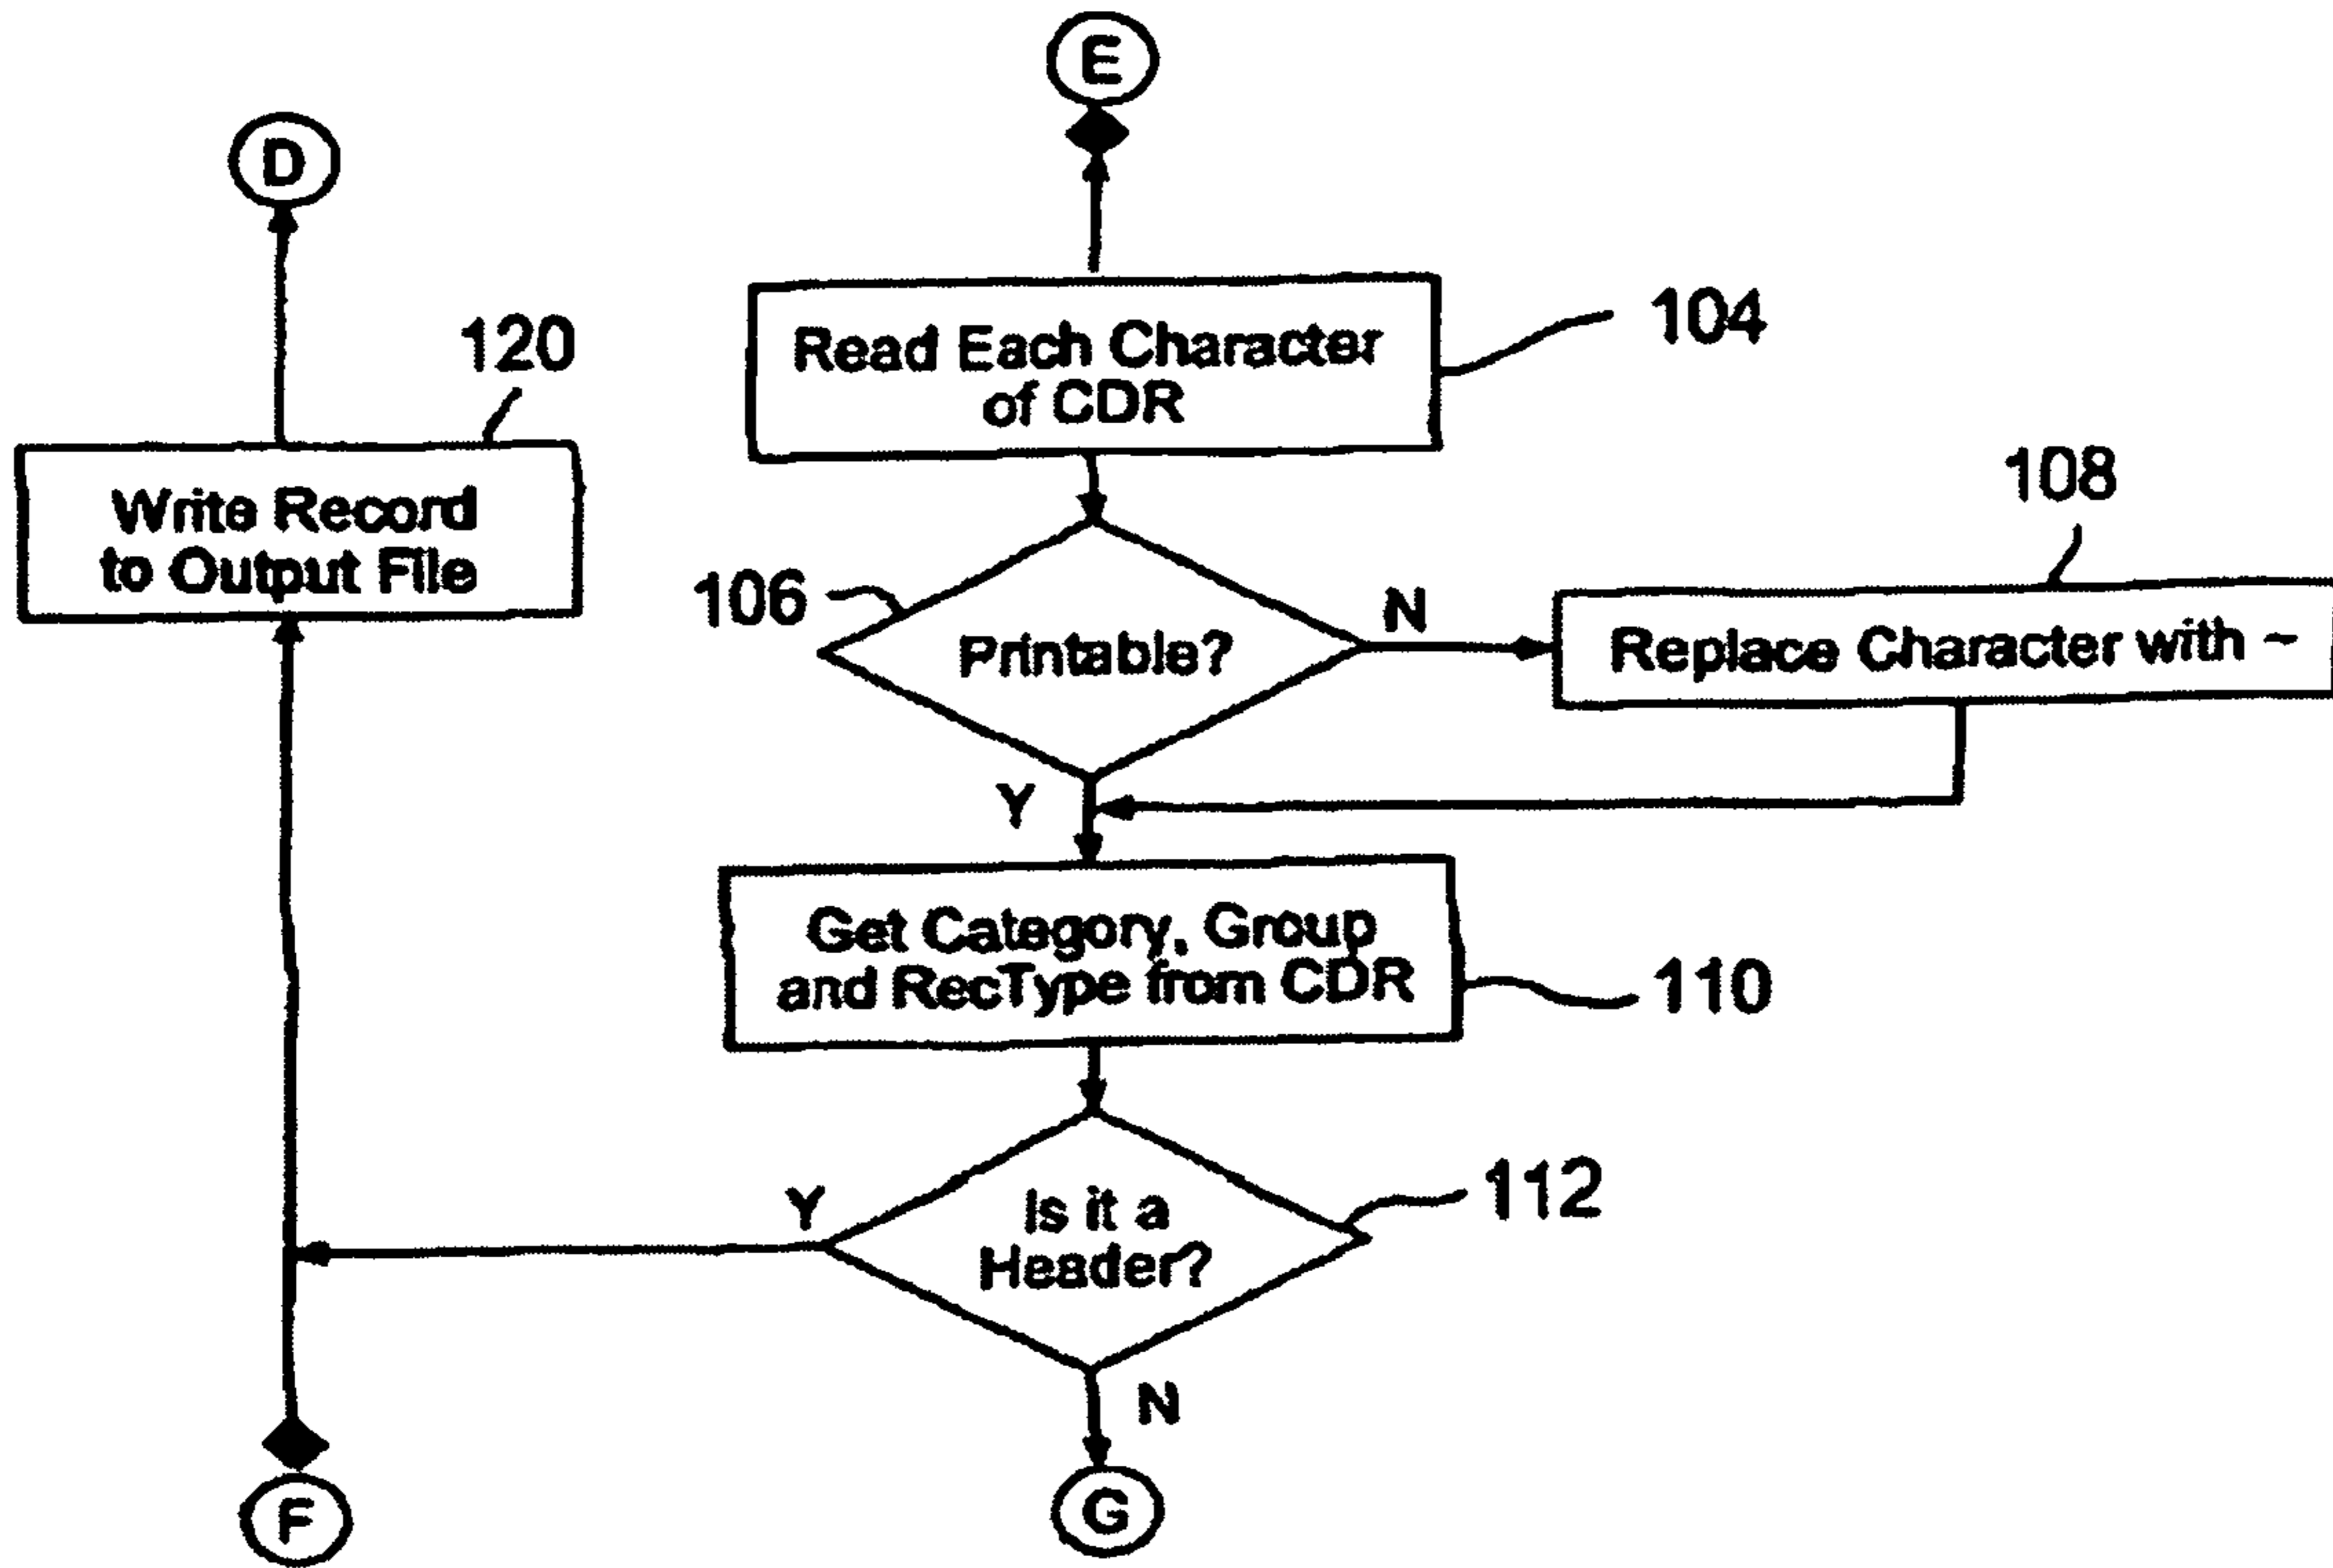 E
D
120
Read Each Character
of CDR
104
Write Record
to Output File
108
106
Printable?
N
Replace Character with ~
Y
Get Category, Group
and RecType from CDR
110
Y
Is it a
Header?
112
N
F
G